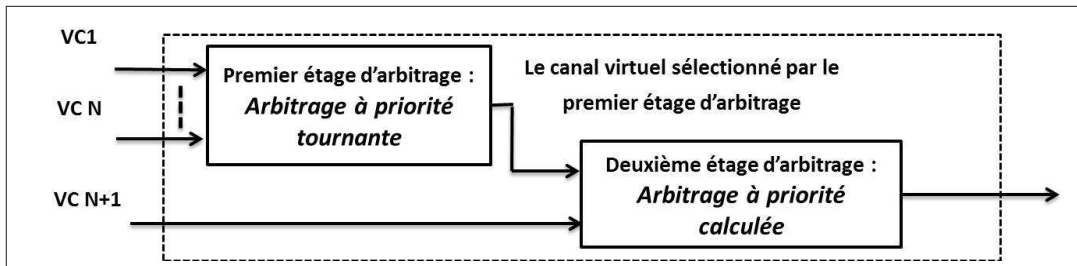 VC1
VC N
VC N+1
Premier étage d'arbitrage :
Arbitrage à priorité
tournante
Le canal virtuel sélectionné par le
premier étage d'arbitrage
Deuxième étage d'arbitrage :
Arbitrage à priorité
calculée